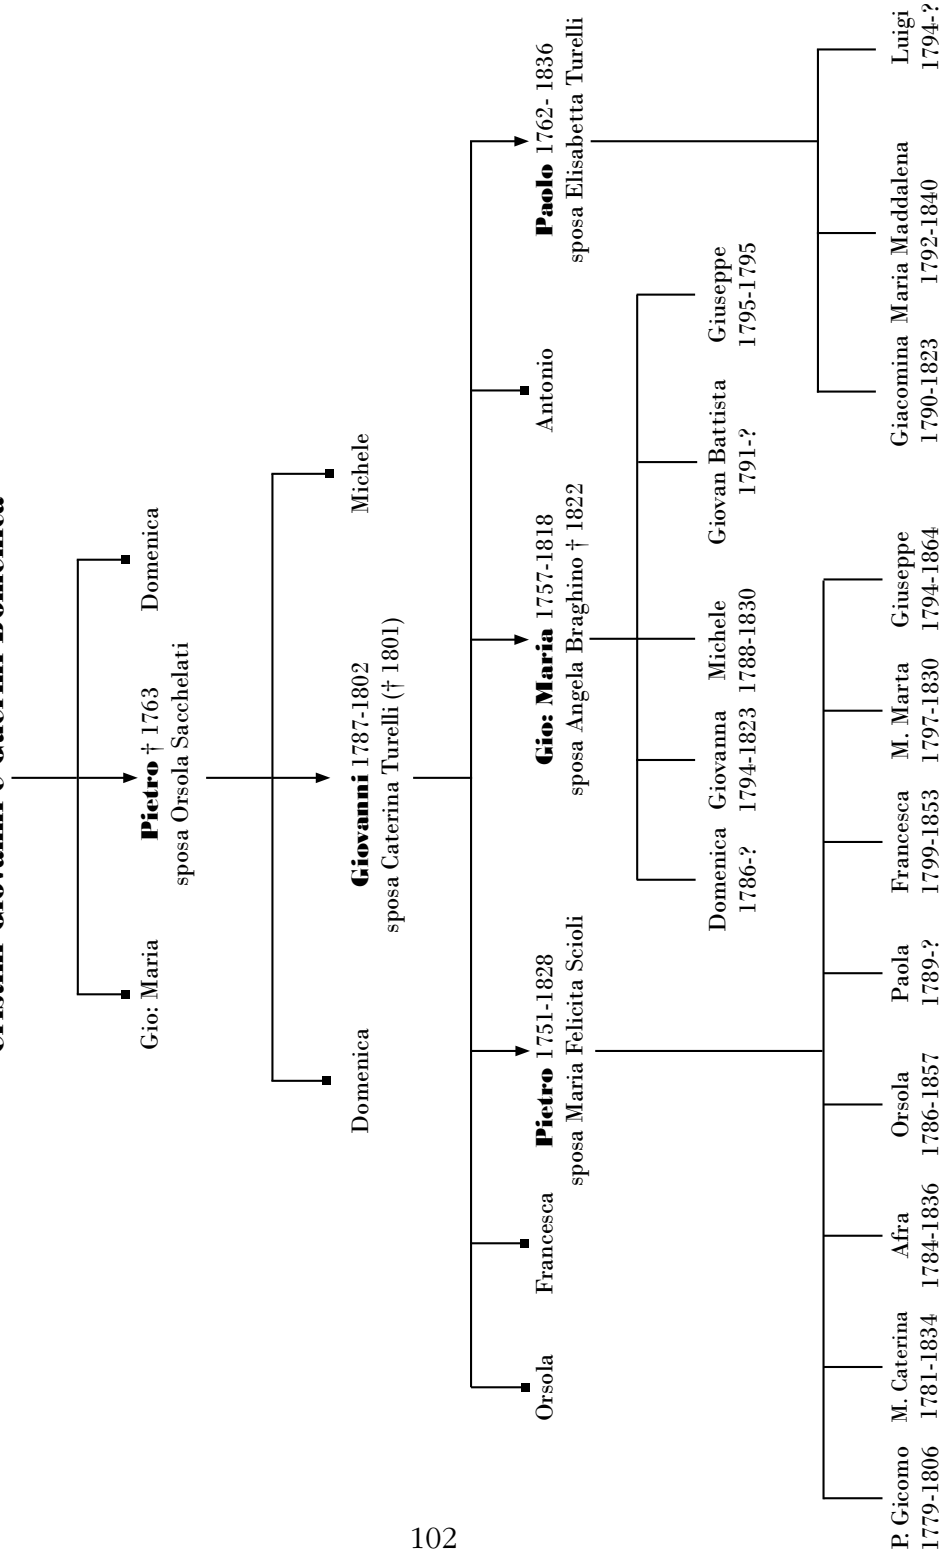 Gio: Maria
Pietro † 1763
sposa Orsola Sacchelati
Domenica
Domenica
Giovanni 1787-1802
sposa Caterina Turelli († 1801)
Michele
Orsola
Francesca
Pietro 1751-1828
sposa Maria Felicita Scioli
Gio: Maria 1757-1818
sposa Angela Braghino † 1822
Antonio
Paolo 1762- 1836
sposa Elisabetta Turelli
Domenica
1786-?
Giovanna
1794-1823
Michele
1788-1830
Giovan Battista
1791-?
Giuseppe
1795-1795
P. Gicomo
1779-1806
M. Caterina
1781-1834
Afra
1784-1836
Orsola
1786-1857
Paola
1789-?
Francesca
1799-1853
M. Marta
1797-1830
Giuseppe
1794-1864
Giacomina
1790-1823
Maria Maddalena
1792-1840
Luigi
1794-?
102